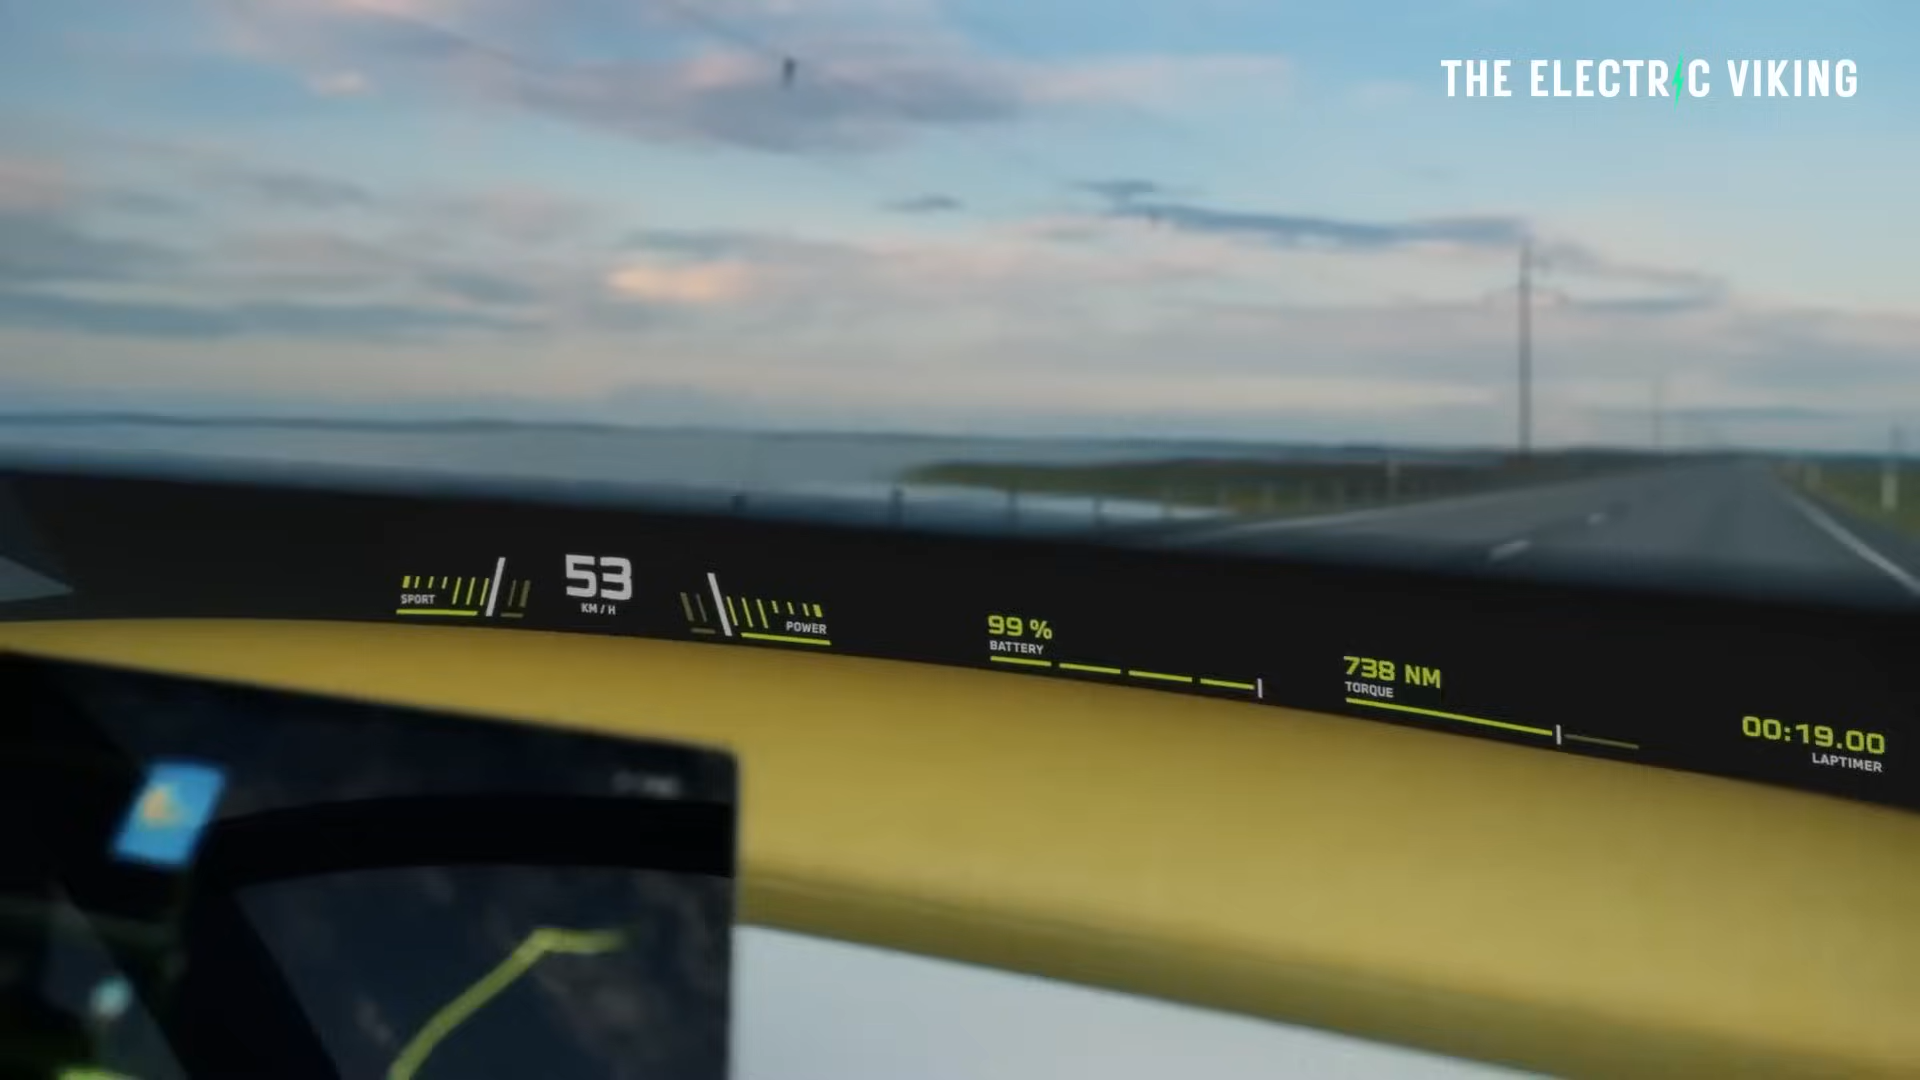 THE ELECTRIC VIKING
SPORT
53
KM / H
POWER
99 %
BATTERY
738 NM
TORQUE
00:19.00
LAPTIMER